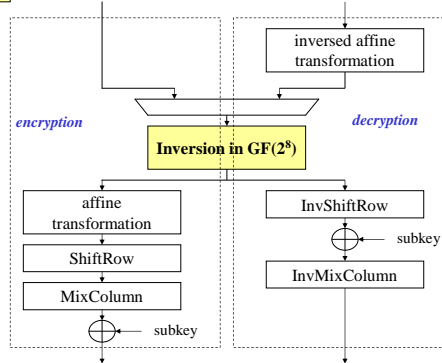 inversed affine
transformation
encryption
decryption
Inversion in GF(2⁸)
affine
transformation
ShiftRow
MixColumn
subkey
InvShiftRow
subkey
InvMixColumn